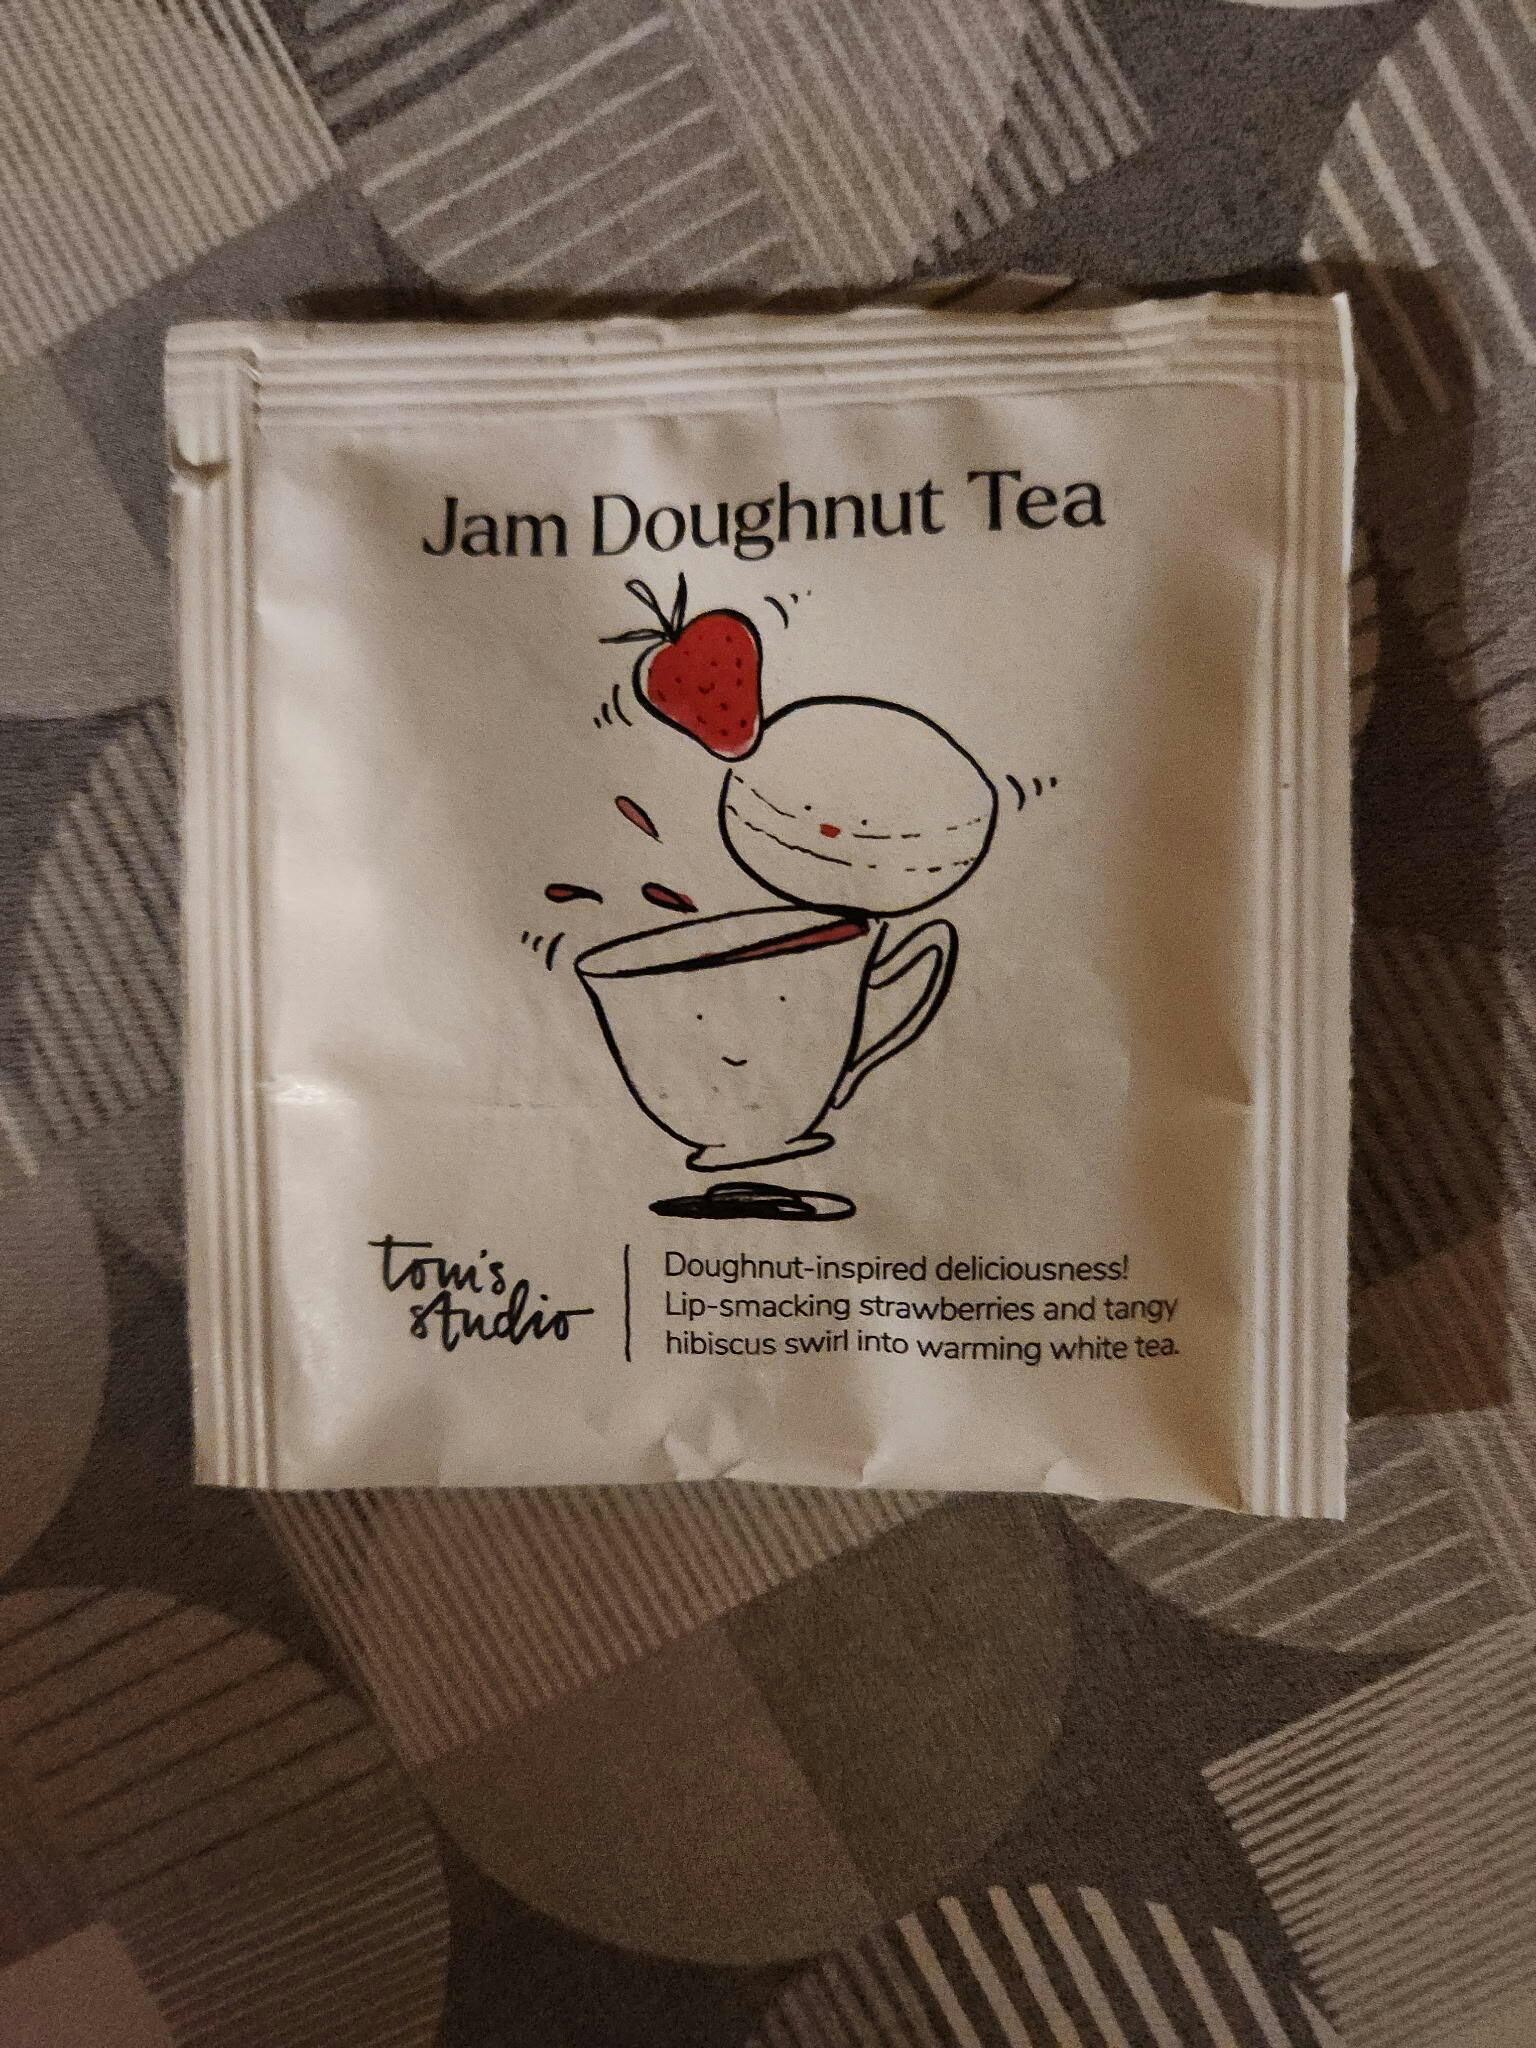 Jam Doughnut Tea
tom's
studio
Doughnut-inspired deliciousness!
Lip-smacking strawberries and tangy
hibiscus swirl into warming white tea.